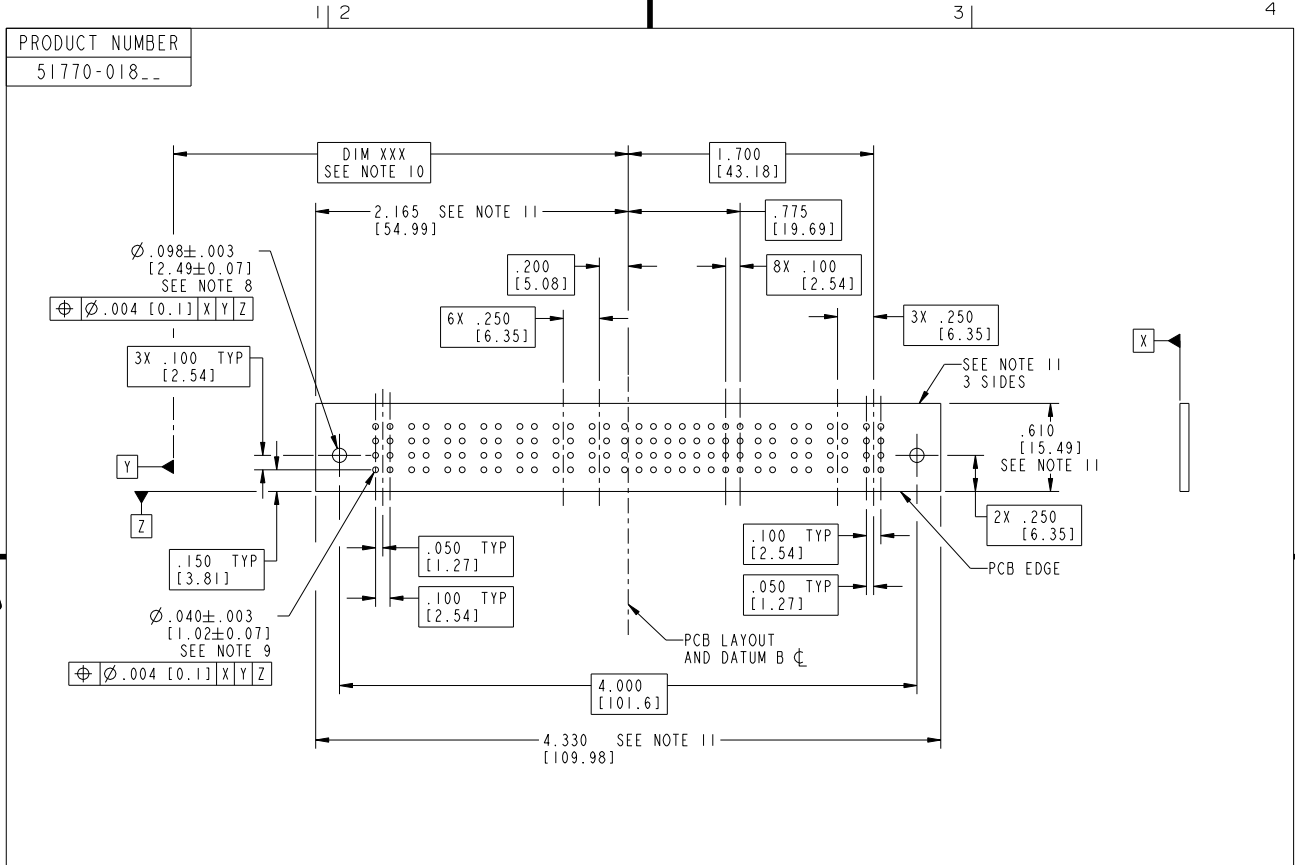 1 2 3 4
PRODUCT NUMBER
51770-018__
DIM XXX
SEE NOTE 10
1.700
[43.18]
2.165 SEE NOTE 11
[54.99]
.775
[19.69]
Ø.098±.003
[2.49±0.07]
SEE NOTE 8
⌖ Ø.004 [0.1] X Y Z
.200
[5.08]
8X .100
[2.54]
6X .250
[6.35]
3X .250
[6.35]
3X .100 TYP
[2.54]
X
SEE NOTE 11
3 SIDES
.610
[15.49]
SEE NOTE 11
Y
Z
2X .250
[6.35]
.150 TYP
[3.81]
.050 TYP
[1.27]
.100 TYP
[2.54]
.100 TYP
[2.54]
.050 TYP
[1.27]
PCB EDGE
Ø.040±.003
[1.02±0.07]
SEE NOTE 9
⌖ Ø.004 [0.1] X Y Z
PCB LAYOUT
AND DATUM B ℄
4.000
[101.6]
4.330 SEE NOTE 11
[109.98]